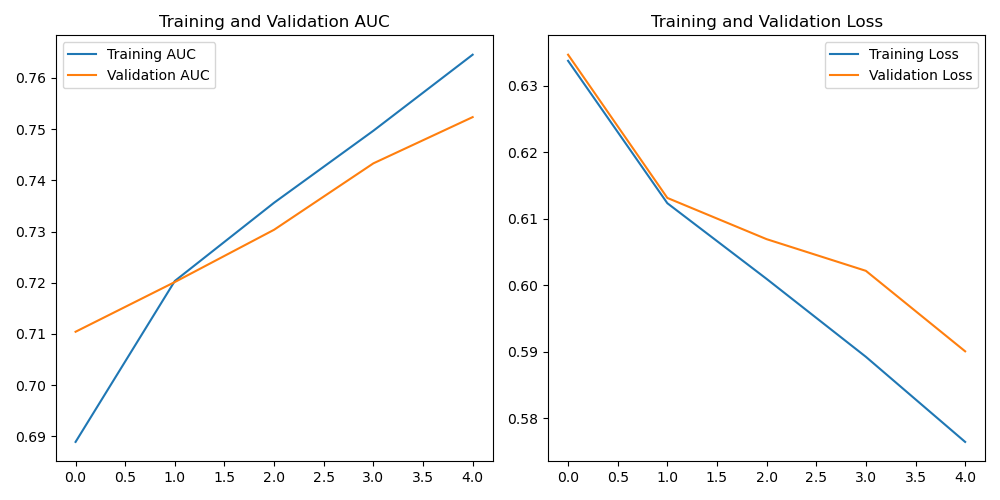 Training and Validation AUC
Training AUC
Validation AUC
0.76
0.75
0.74
0.73
0.72
0.71
0.70
0.69
0.0 0.5 1.0 1.5 2.0 2.5 3.0 3.5 4.0
Training and Validation Loss
Training Loss
Validation Loss
0.63
0.62
0.61
0.60
0.59
0.58
0.0 0.5 1.0 1.5 2.0 2.5 3.0 3.5 4.0